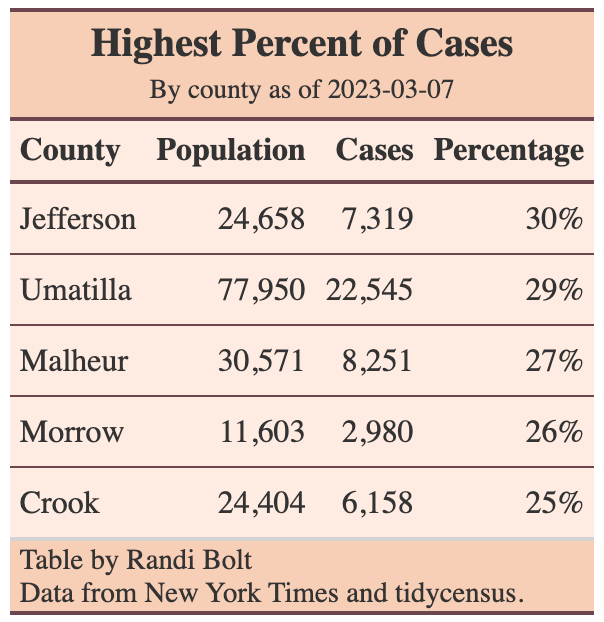 Highest Percent of Cases
By county as of 2023-03-07
County Population Cases Percentage
Jefferson 24,658 7,319 30%
Umatilla 77,950 22,545 29%
Malheur 30,571 8,251 27%
Morrow 11,603 2,980 26%
Crook 24,404 6,158 25%
Table by Randi Bolt
Data from New York Times and tidycensus.